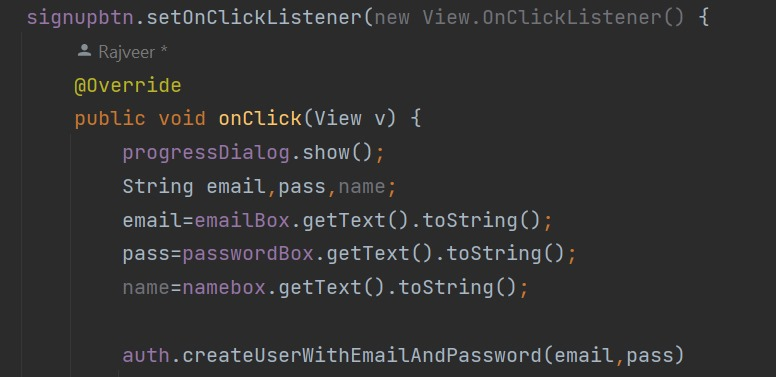 signupbtn.setOnClickListener(new View.OnClickListener() {
Rajveer *
@Override
public void onClick(View v) {
progressDialog.show();
String email,pass,name;
email=emailBox.getText().toString();
pass=passwordBox.getText().toString();
name=namebox.getText().toString();
auth.createUserWithEmailAndPassword(email,pass)